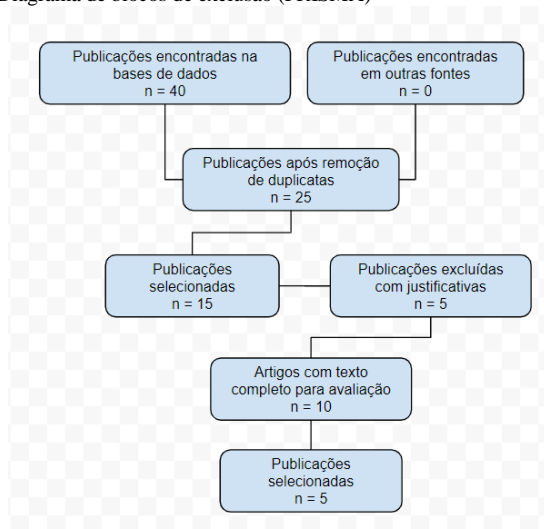 Diagrama de blocos de exclusão (PRISMA)
Publicações encontradas na
bases de dados
n = 40
Publicações encontradas
em outras fontes
n = 0
Publicações após remoção
de duplicatas
n = 25
Publicações
selecionadas
n = 15
Publicações excluídas
com justificativas
n = 5
Artigos com texto
completo para avaliação
n = 10
Publicações
selecionadas
n = 5